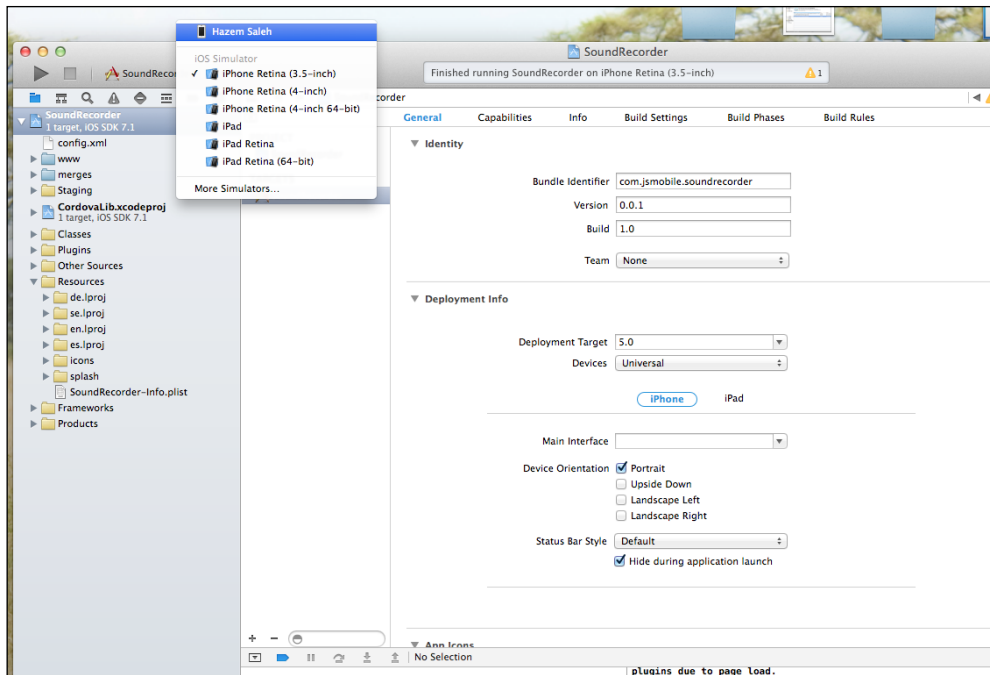 Hazem Saleh
iOS Simulator
✓ iPhone Retina (3.5-inch)
iPhone Retina (4-inch)
iPhone Retina (4-inch 64-bit)
iPad
iPad Retina
iPad Retina (64-bit)
More Simulators...
SoundRecorder
SoundRecor
Finished running SoundRecorder on iPhone Retina (3.5-inch)
1
corder
SoundRecorder
1 target, iOS SDK 7.1
config.xml
www
merges
Staging
CordovaLib.xcodeproj
1 target, iOS SDK 7.1
Classes
Plugins
Other Sources
Resources
de.lproj
se.lproj
en.lproj
es.lproj
icons
splash
SoundRecorder-Info.plist
Frameworks
Products
General Capabilities Info Build Settings Build Phases Build Rules
Identity
Bundle Identifier com.jsmobile.soundrecorder
Version 0.0.1
Build 1.0
Team None
Deployment Info
Deployment Target 5.0
Devices Universal
iPhone iPad
Main Interface
Device Orientation Portrait
Upside Down
Landscape Left
Landscape Right
Status Bar Style Default
Hide during application launch
App Icons
No Selection
plugins due to page load.